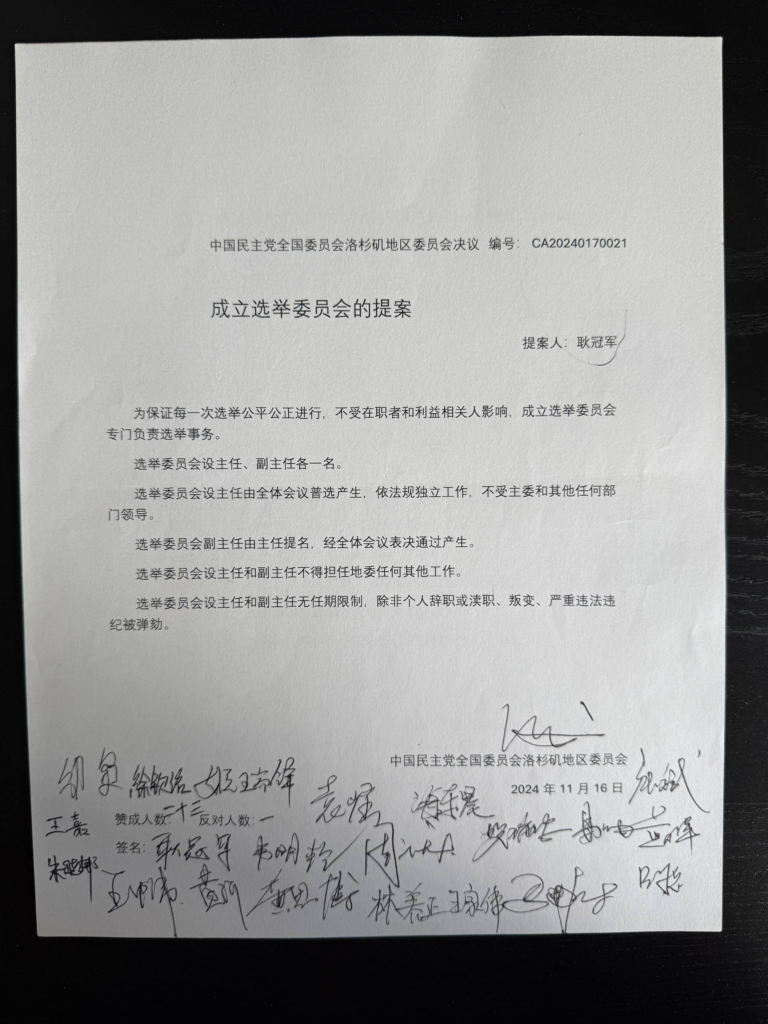 中国民主党全国委员会洛杉矶地区委员会决议 编号： CA20240170021
成立选举委员会的提案
提案人：耿冠军
为保证每一次选举公平公正进行，不受在职者和利益相关人影响，成立选举委员会
专门负责选举事务。
选举委员会设主任、副主任各一名。
选举委员会设主任由全体会议普选产生，依法规独立工作，不受主委和其他任何部
门领导。
选举委员会副主任由主任提名，经全体会议表决通过产生。
选举委员会设主任和副主任不得担任地委任何其他工作。
选举委员会设主任和副主任无任期限制，除非个人辞职或渎职、叛变、严重违法违
纪被弹劾。
中国民主党全国委员会洛杉矶地区委员会
2024 年 11 月 16 日
赞成人数：二十三 反对人数：一
王嘉
签名：耿冠军
林养正 王家伟